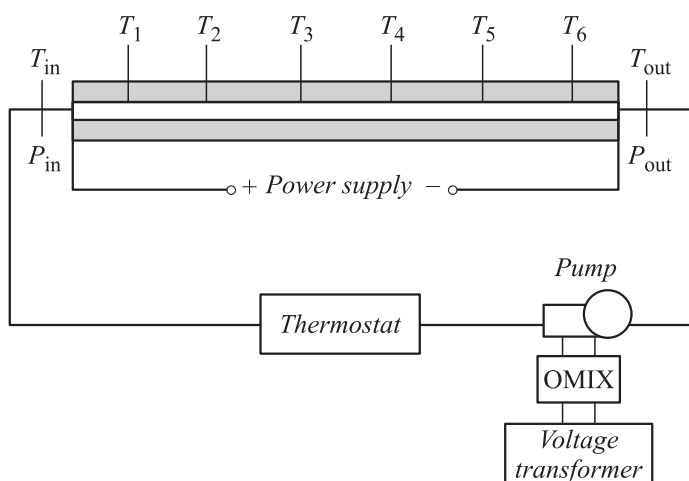 T1 T2 T3 T4 T5 T6
Tin Tout
Pin Pout
+ Power supply −
Pump
Thermostat
OMIX
Voltage
transformer